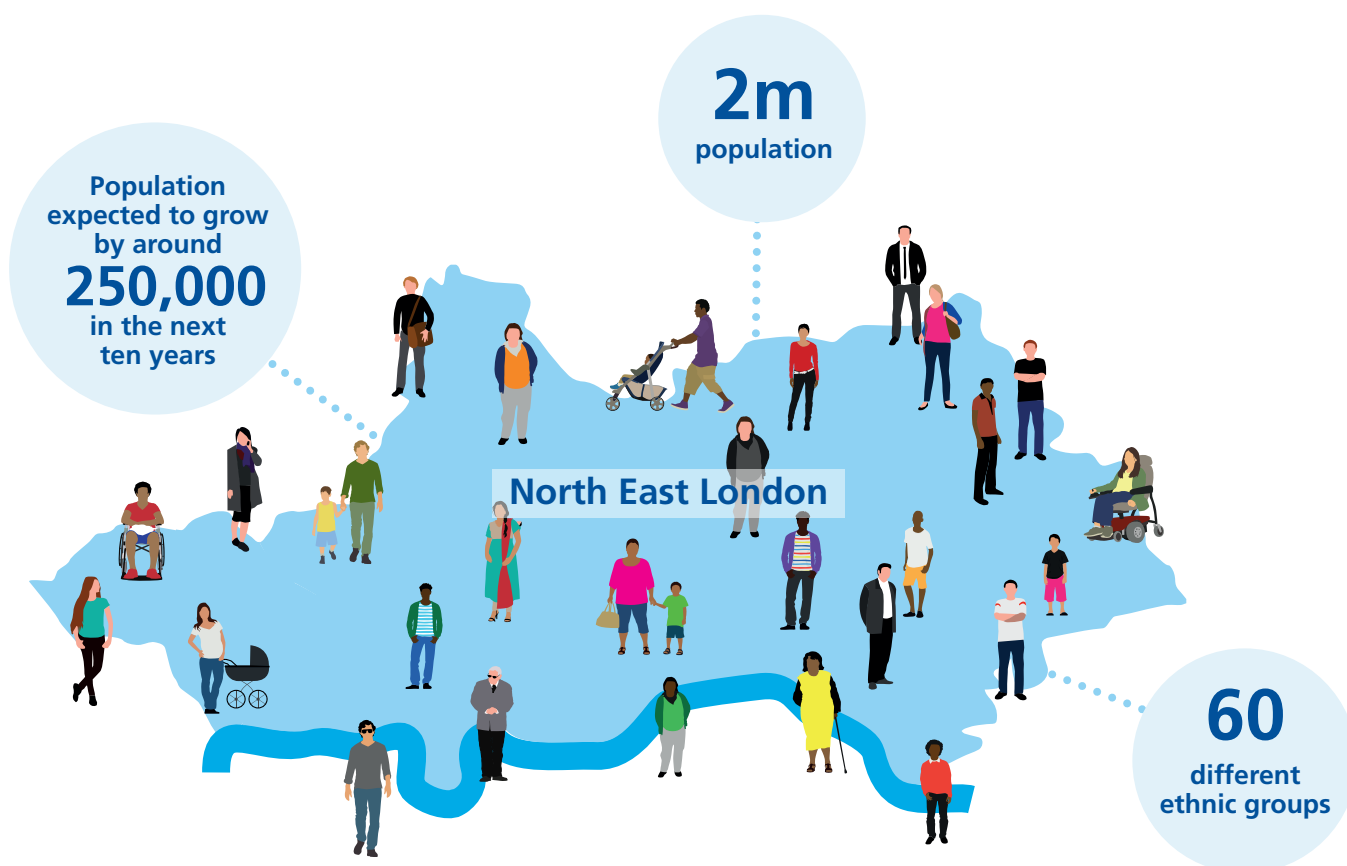 2m
population
Population
expected to grow
by around
250,000
in the next
ten years
North East London
60
different
ethnic groups